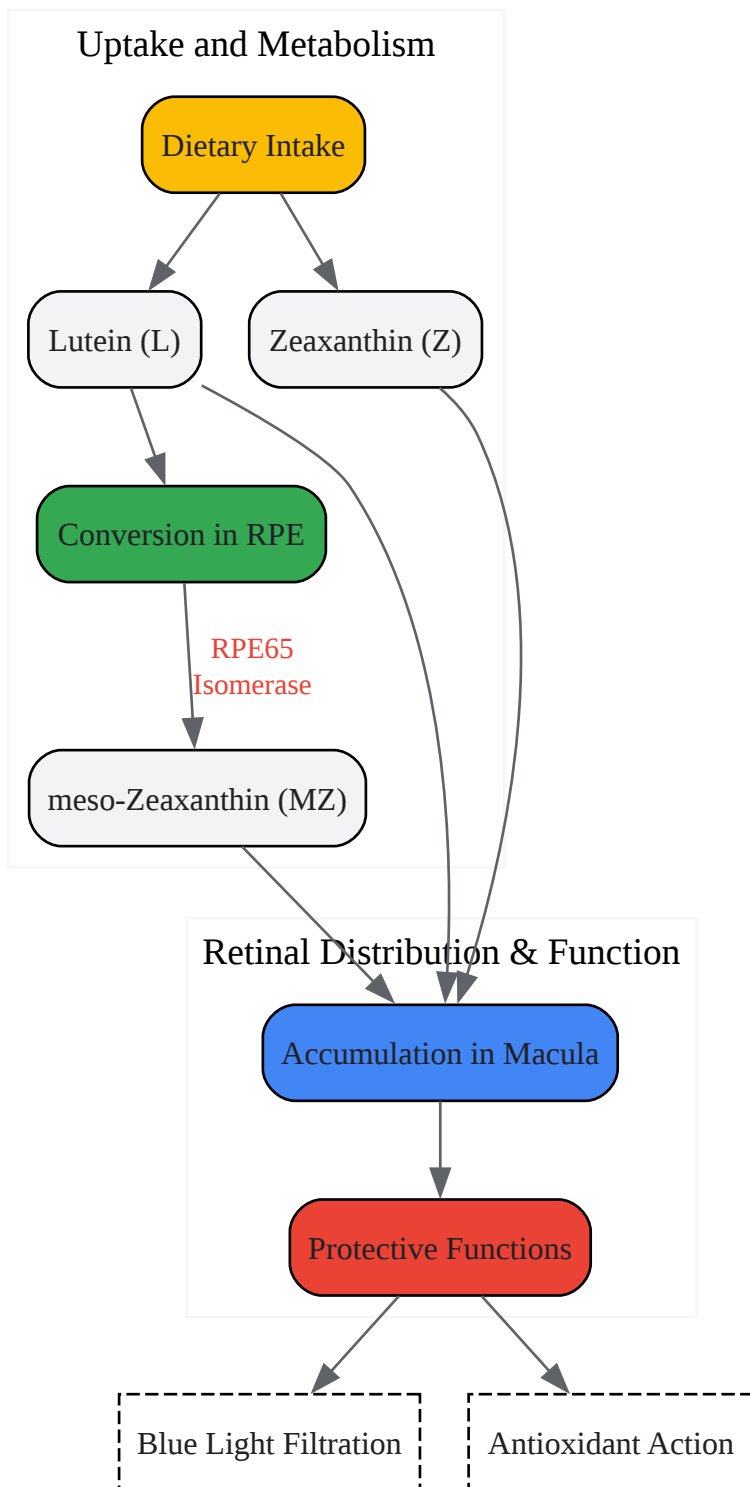 Uptake and Metabolism
Dietary Intake
Lutein (L)
Zeaxanthin (Z)
Conversion in RPE
RPE65
Isomerase
meso-Zeaxanthin (MZ)
Retinal Distribution & Function
Accumulation in Macula
Protective Functions
Blue Light Filtration
Antioxidant Action